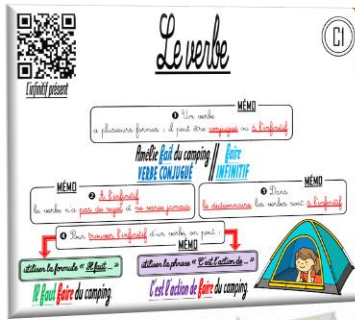 Le verbe
C1
L'infinitif présent
MÉMO
❶ Un verbe
a plusieurs formes ; il peut être conjugué ou à l'infinitif
Amélie fait du camping // faire
VERBE CONJUGUÉ INFINITIF
MÉMO
❷ À l'infinitif
le verbe n'a pas de sujet et ne varie jamais
MÉMO
❸ Dans
le dictionnaire les verbes sont à l'infinitif
❹ Pour trouver l'infinitif d'un verbe, on peut :
MÉMO
utiliser la formule « Il faut ... »
utiliser la phrase « C'est l'action de ... »
Il faut faire du camping.
C'est l'action de faire du camping.